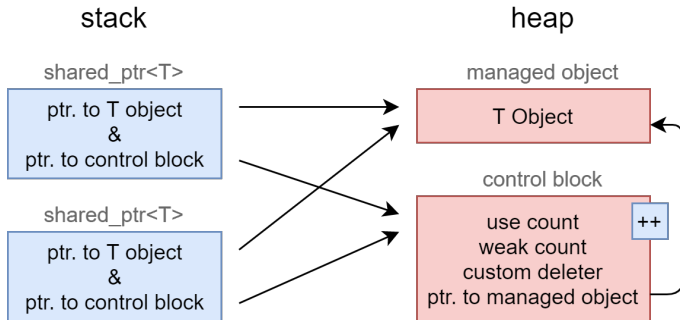 stack
heap
shared_ptr<T>
ptr. to T object
&
ptr. to control block
shared_ptr<T>
ptr. to T object
&
ptr. to control block
managed object
T Object
control block
++
use count
weak count
custom deleter
ptr. to managed object